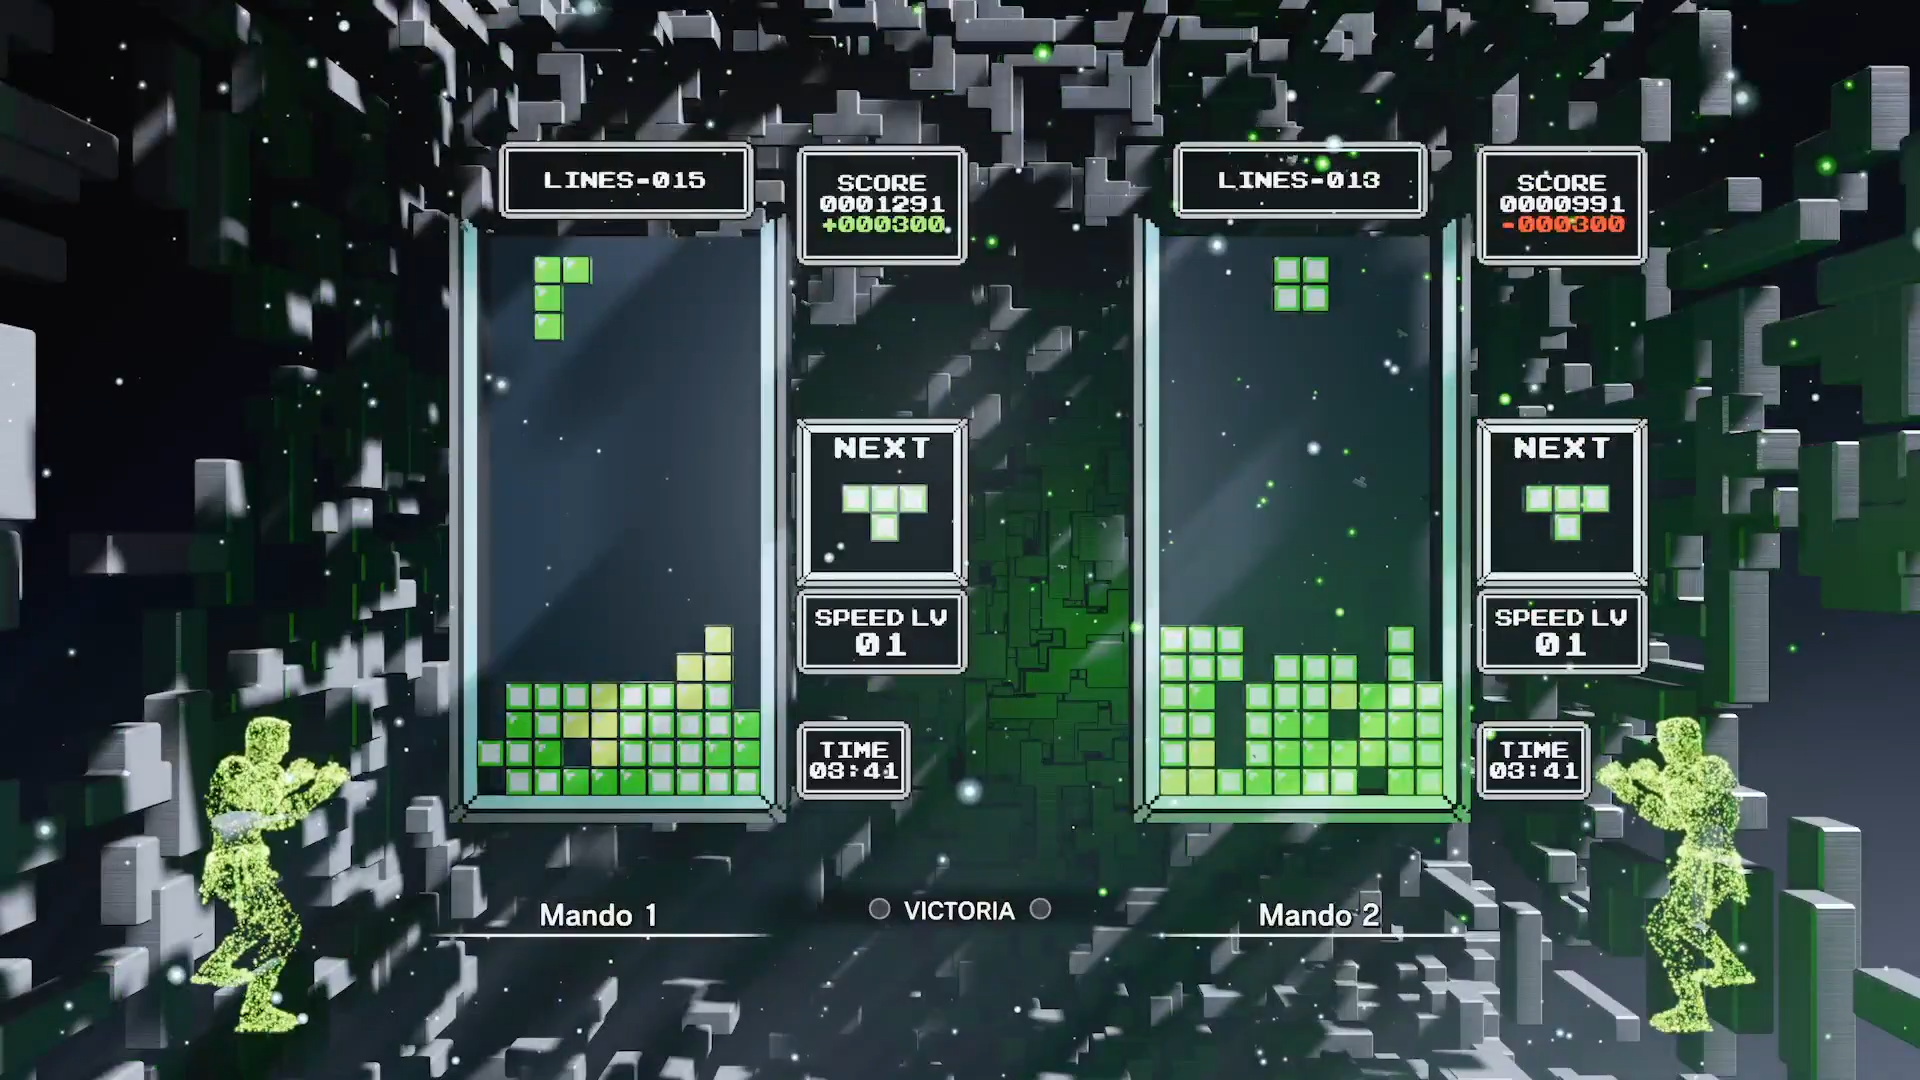 LINES-015
SCORE
0001291
+000300
NEXT
SPEED LV
01
TIME
03:41
LINES-013
SCORE
0000991
-000300
NEXT
SPEED LV
01
TIME
03:41
Mando 1
VICTORIA
Mando 2